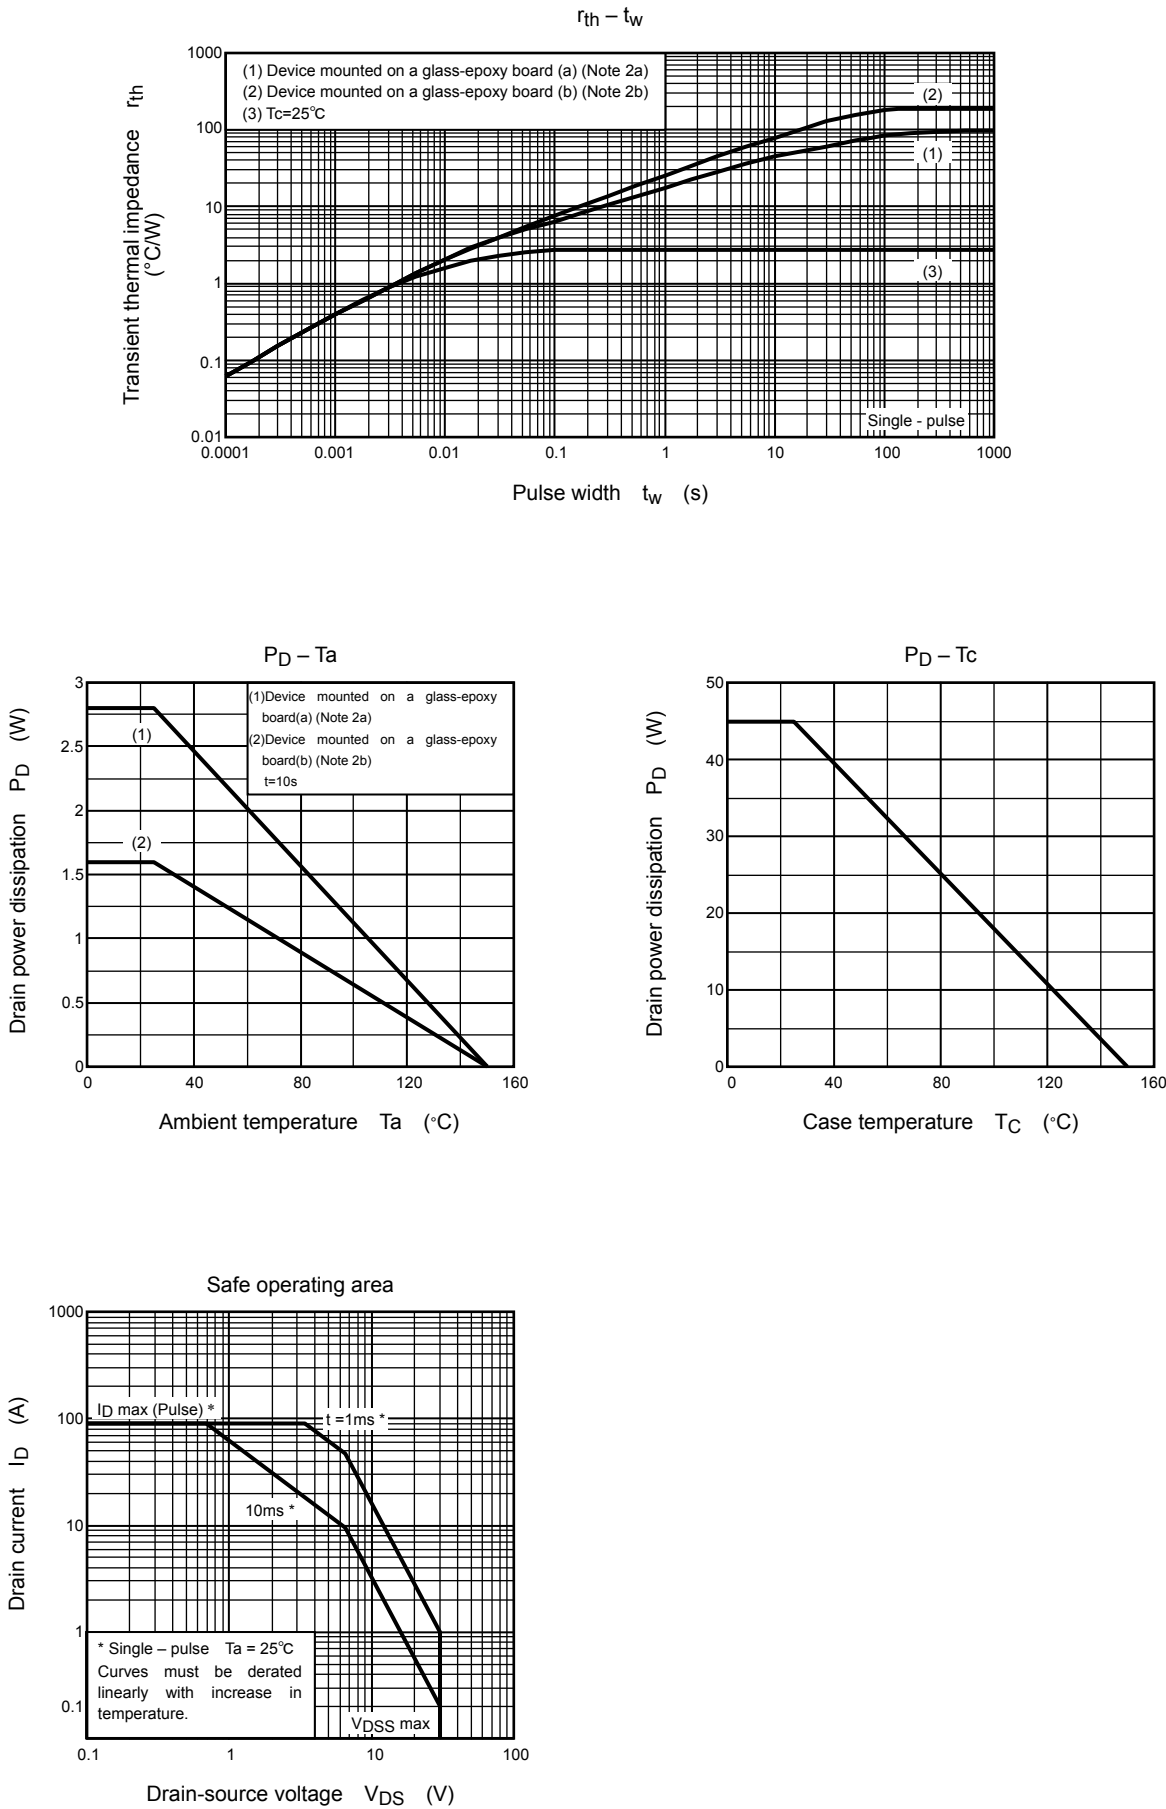 rth – tw
1000
100
10
1
0.1
0.01
Transient thermal impedance rth
(°C/W)
(1) Device mounted on a glass-epoxy board (a) (Note 2a)
(2) Device mounted on a glass-epoxy board (b) (Note 2b)
(3) Tc=25℃
(2)
(1)
(3)
Single - pulse
0.0001 0.001 0.01 0.1 1 10 100 1000
Pulse width tw (s)
PD – Ta
3
2.5
2
1.5
1
0.5
0
Drain power dissipation PD (W)
(1)Device mounted on a glass-epoxy
board(a) (Note 2a)
(2)Device mounted on a glass-epoxy
board(b) (Note 2b)
t=10s
(1)
(2)
0 40 80 120 160
Ambient temperature Ta (°C)
PD – Tc
50
40
30
20
10
0
Drain power dissipation PD (W)
0 40 80 120 160
Case temperature TC (°C)
Safe operating area
1000
100
10
1
0.1
Drain current ID (A)
ID max (Pulse) *
t =1ms *
10ms *
* Single – pulse Ta = 25℃
Curves must be derated
linearly with increase in
temperature.
VDSS max
0.1 1 10 100
Drain-source voltage VDS (V)